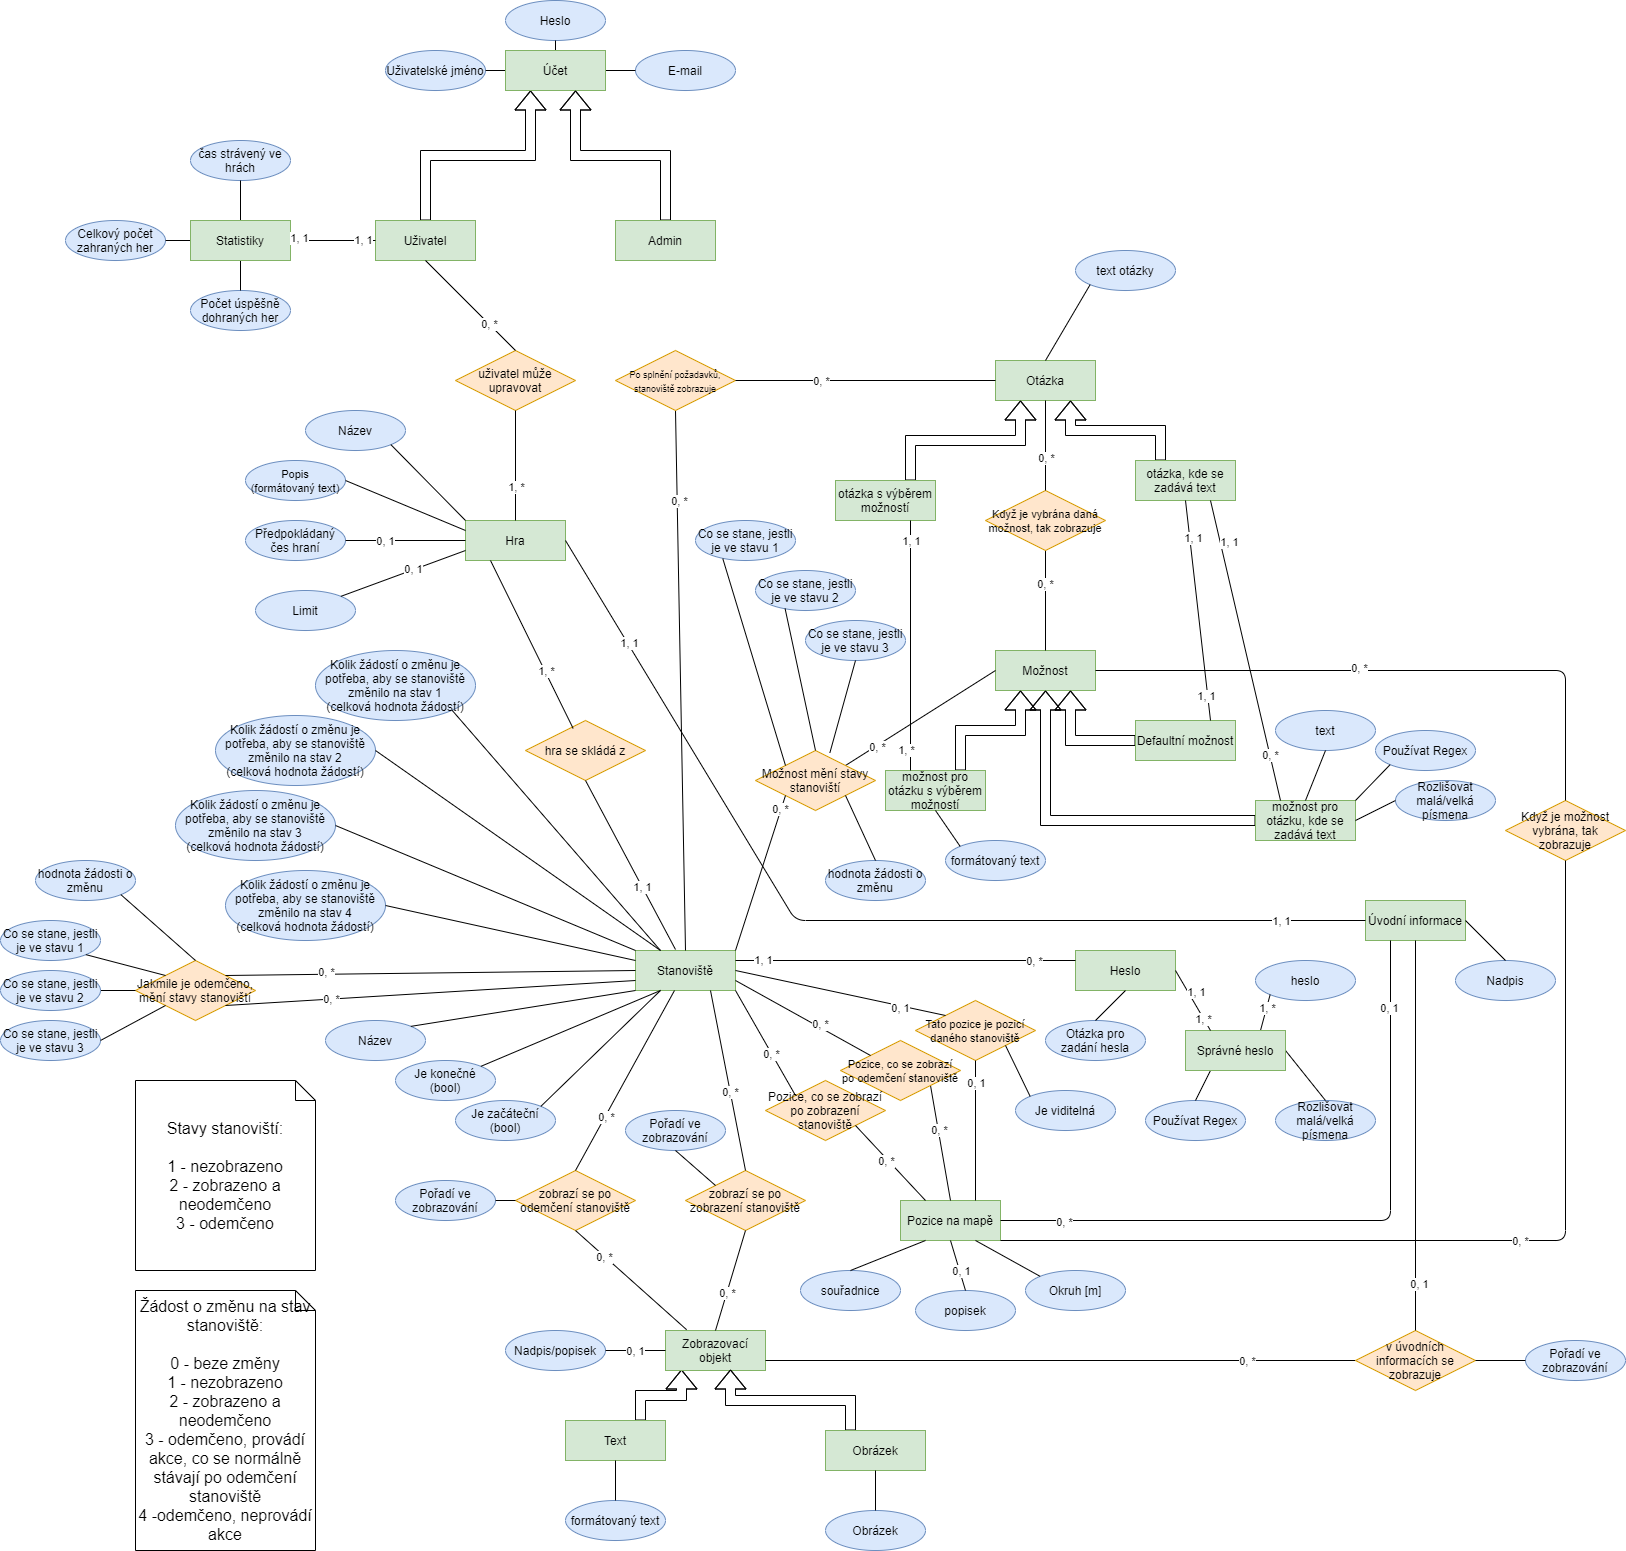 Heslo
Uživatelské jméno
Účet
E-mail
čas strávený ve
hrách
Celkový počet
zahraných her
Statistiky
1, 1
1, 1
Uživatel
Admin
Počet úspěšně
dohraných her
text otázky
0, *
uživatel může
upravovat
Po splnění požadavků,
stanoviště zobrazuje
0, *
Otázka
Název
Popis
(formátovaný text)
Předpokládaný
čes hraní
0, 1
Limit
0, 1
1, *
Hra
0, *
0, *
otázka s výběrem
možností
otázka, kde se
zadává text
Když je vybrána daná
možnost, tak zobrazuje
Co se stane, jestli
je ve stavu 1
Co se stane, jestli
je ve stavu 2
Co se stane, jestli
je ve stavu 3
1, 1
1, 1
1, 1
0, *
1, 1
1, *
Možnost
0, *
Kolik žádostí o změnu je
potřeba, aby se stanoviště
změnilo na stav 1
(celková hodnota žádostí)
Kolik žádostí o změnu je
potřeba, aby se stanoviště
změnilo na stav 2
(celková hodnota žádostí)
Kolik žádostí o změnu je
potřeba, aby se stanoviště
změnilo na stav 3
(celková hodnota žádostí)
Kolik žádostí o změnu je
potřeba, aby se stanoviště
změnilo na stav 4
(celková hodnota žádostí)
hra se skládá z
1, 1
Možnost mění stavy
stanovišti
0, *
0, *
1, *
možnost pro
otázku s výběrem
možností
formátovaný text
hodnota žádosti o
změnu
1, 1
Defaultní možnost
0, *
text
Používat Regex
Rozlišovat
malá/velká
písmena
možnost pro
otázku, kde se
zadává text
Když je možnost
vybrána, tak
zobrazuje
hodnota žádosti o
změnu
Co se stane, jestli
je ve stavu 1
Co se stane, jestli
je ve stavu 2
Co se stane, jestli
je ve stavu 3
Jakmile je odemčeno,
mění stavy stanovišti
0, *
0, *
Stanoviště
1, 1
0, *
Heslo
1, 1
Úvodní informace
Nadpis
Otázka pro
zadání hesla
1, 1
1, *
heslo
1, *
Správné heslo
Používat Regex
Rozlišovat
malá/velká
písmena
Název
Je konečné
(bool)
Je začáteční
(bool)
0, 1
0, *
0, *
Tato pozice je pozicí
daného stanoviště
Pozice, co se zobrazí
po odemčení stanoviště
Pozice, co se zobrazí
po zobrazení
stanoviště
0, 1
Je viditelná
0, 1
0, *
0, *
0, *
0, *
Pořadí ve
zobrazování
Pořadí ve
zobrazování
zobrazí se po
odemčení stanoviště
zobrazí se po
zobrazení stanoviště
Pozice na mapě
0, *
0, *
souřadnice
0, 1
popisek
Okruh [m]
0, *
0, *
0, 1
Nadpis/popisek
0, 1
Zobrazovací
objekt
0, *
v úvodních
informacích se
zobrazuje
Pořadí ve
zobrazování
Text
Obrázek
formátovaný text
Obrázek
Stavy stanoviští:
1 - nezobrazeno
2 - zobrazeno a
neodemčeno
3 - odemčeno
Žádost o změnu na stav
stanoviště:
0 - beze změny
1 - nezobrazeno
2 - zobrazeno a
neodemčeno
3 - odemčeno, provádí
akce, co se normálně
stávají po odemčení
stanoviště
4 -odemčeno, neprovádí
akce